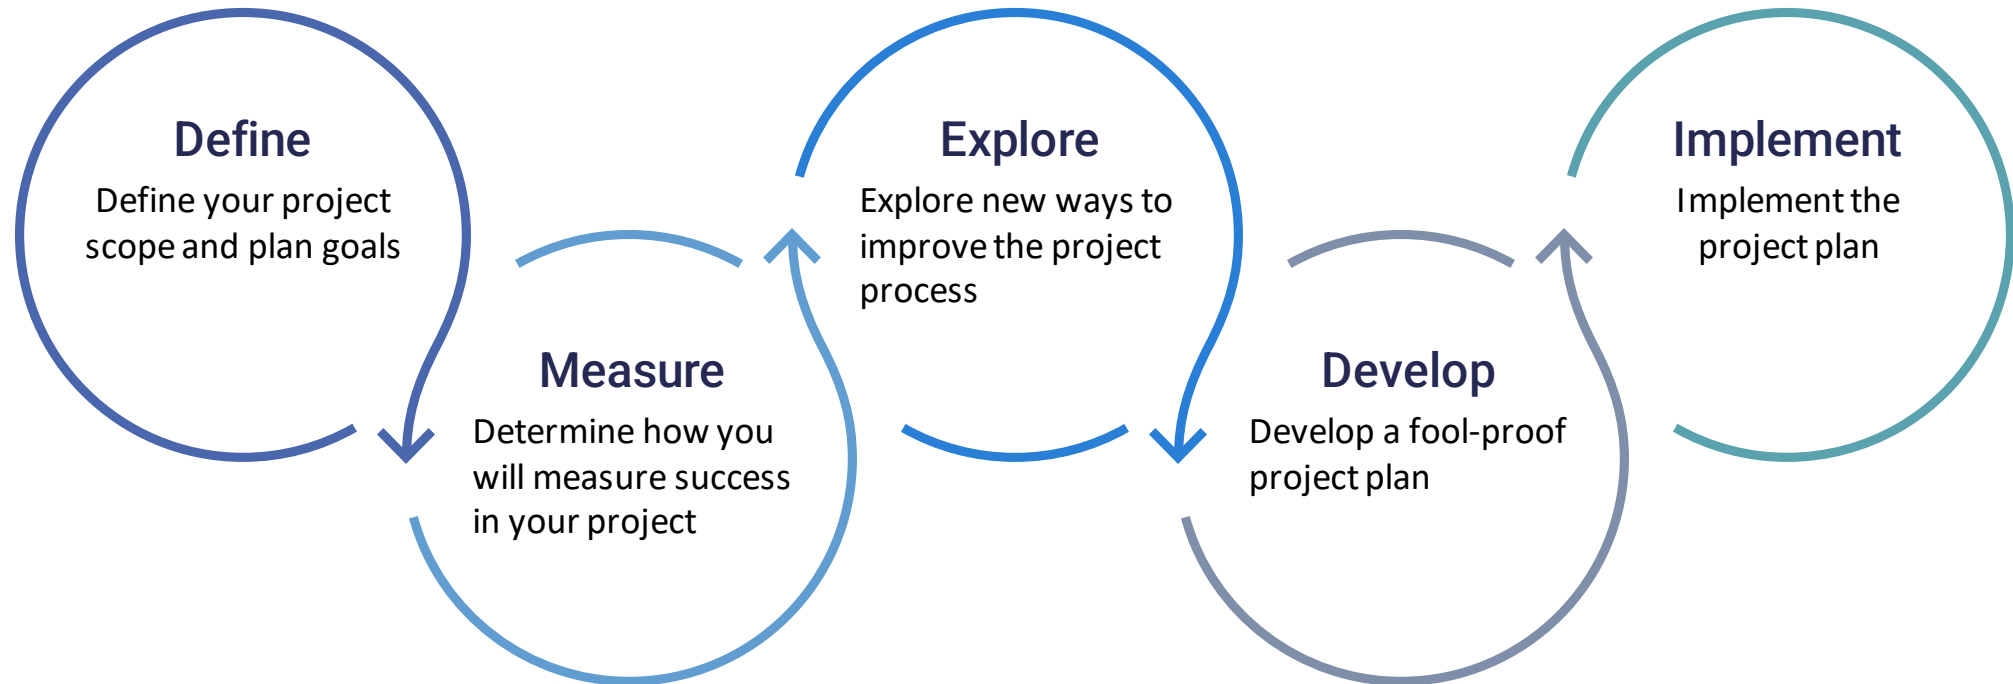 Define
Define your project
scope and plan goals
Measure
Determine how you
will measure success
in your project
Explore
Explore new ways to
improve the project
process
Develop
Develop a fool-proof
project plan
Implement
Implement the
project plan